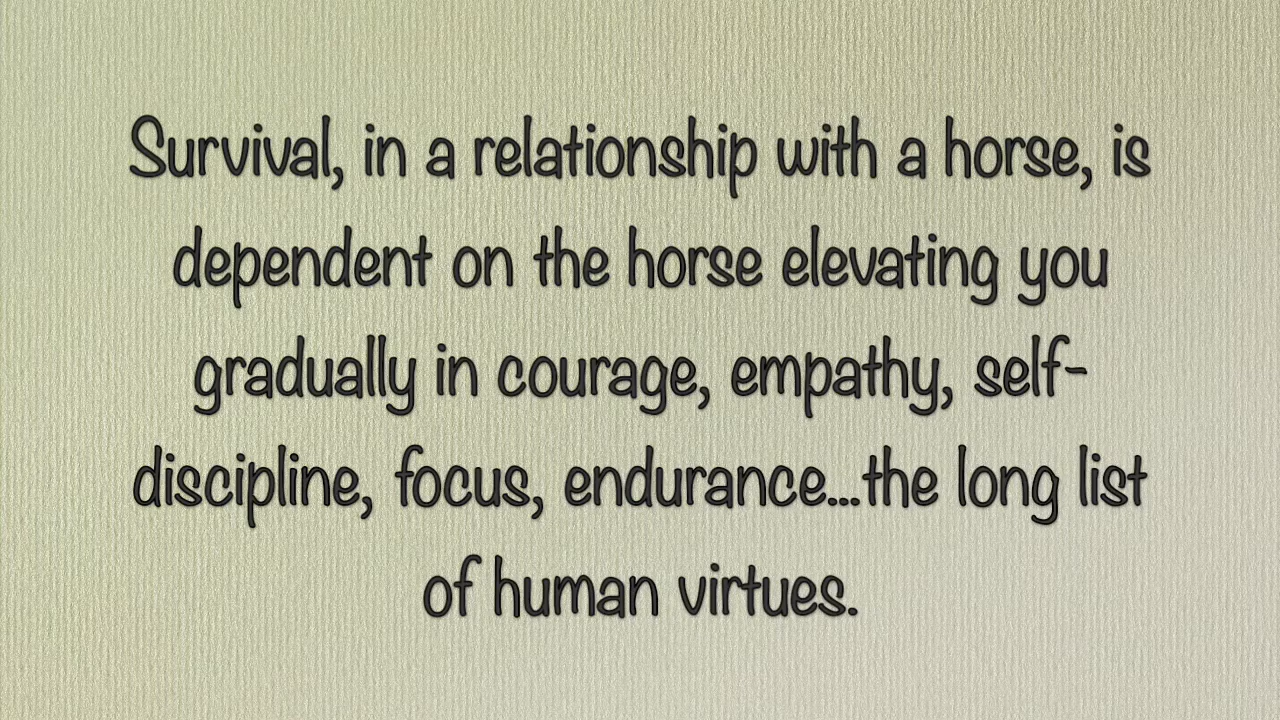 Survival, in a relationship with a horse, is
dependent on the horse elevating you
gradually in courage, empathy, self-
discipline, focus, endurance...the long list
of human virtues.